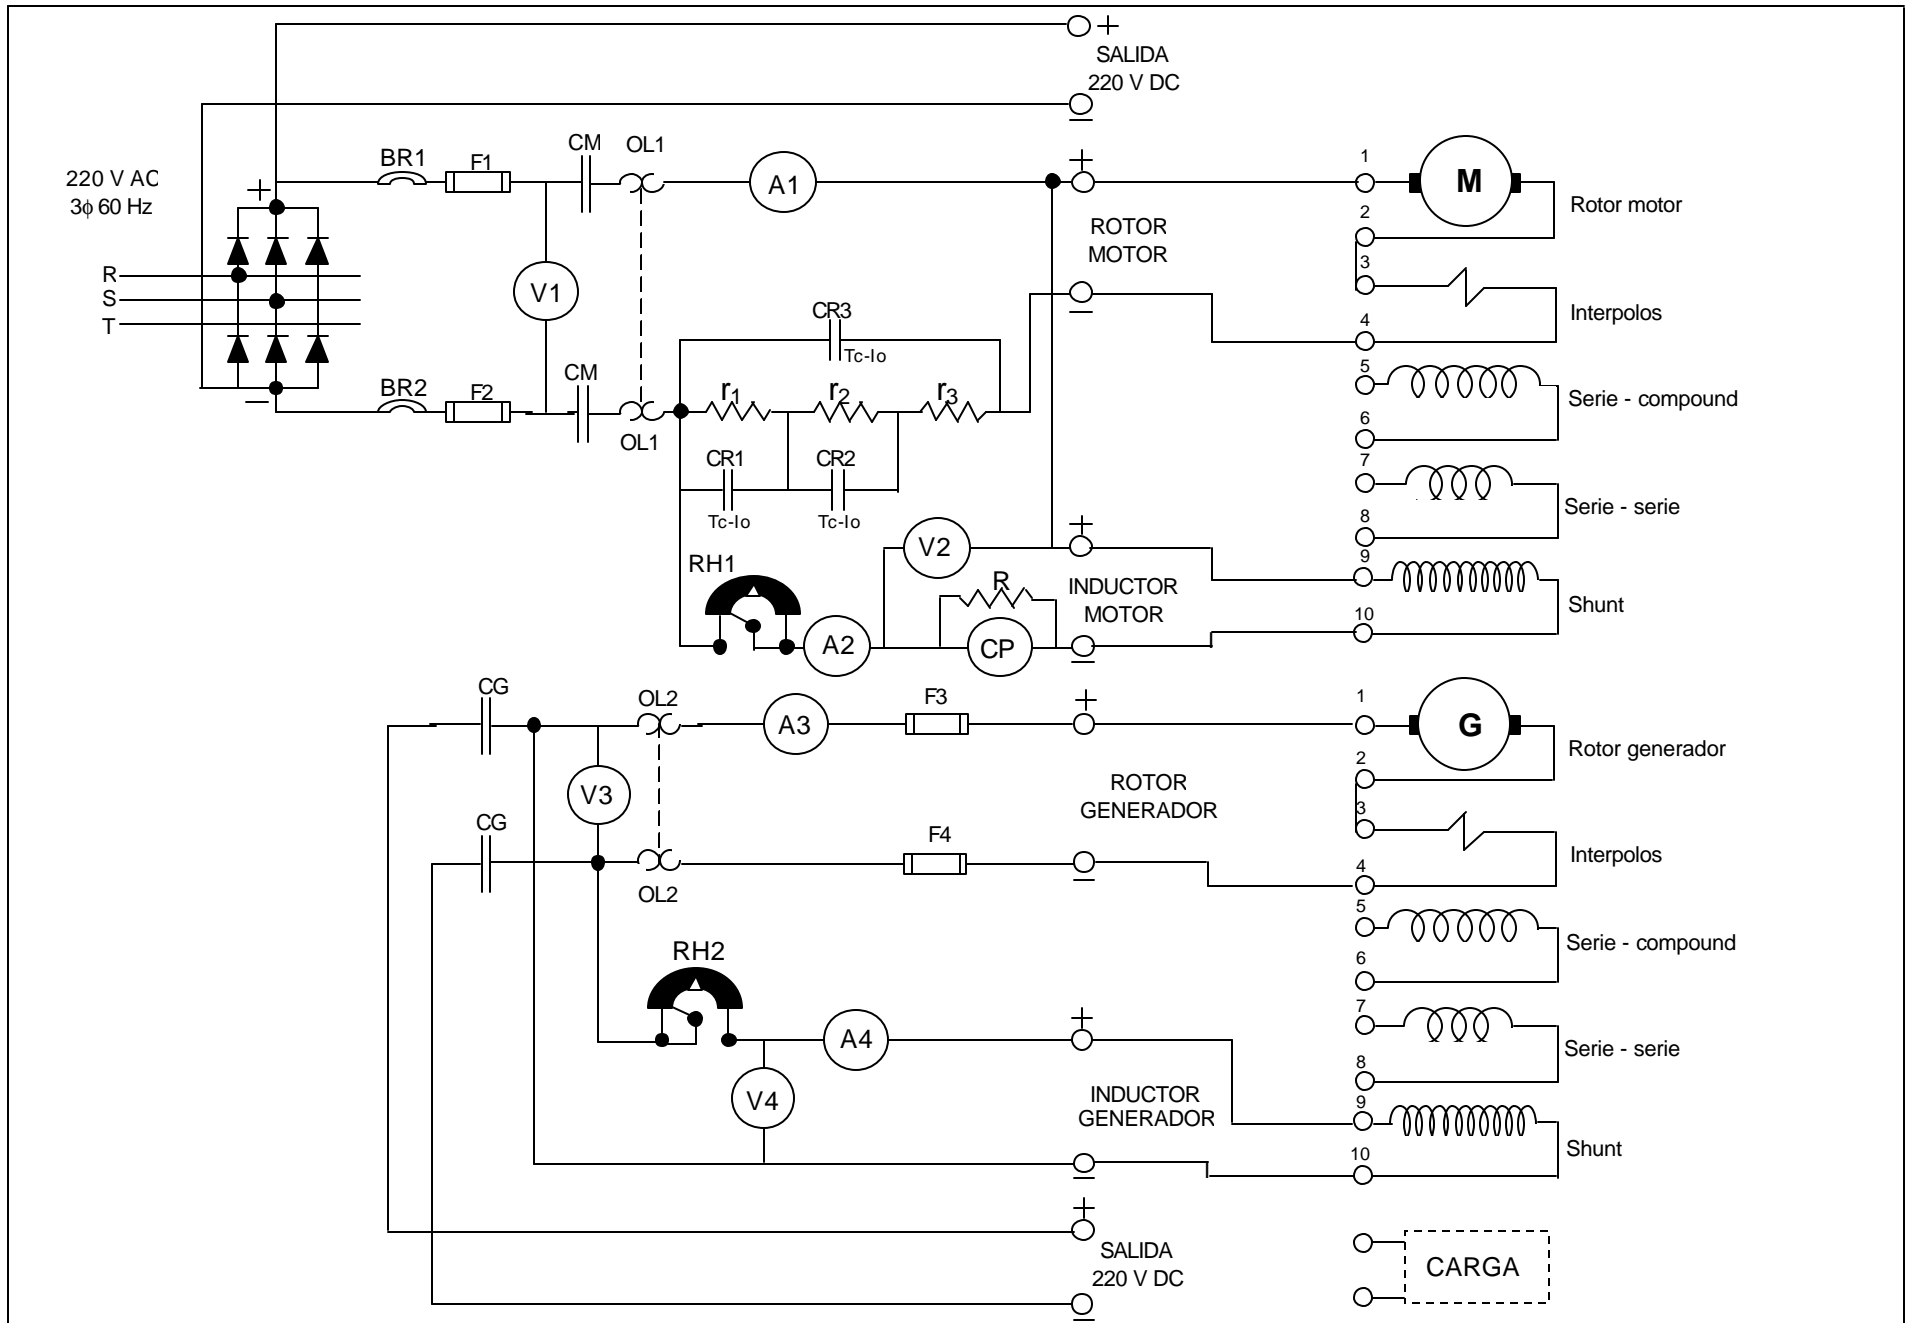 +
SALIDA
220 V DC
−
220 V AC
3ϕ 60 Hz
+
R
S
T
−
BR1
F1
CM
OL1
A1
+
V1
ROTOR
MOTOR
−
BR2
F2
CM
OL1
CR3
Tc-Io
r1
r2
r3
CR1
Tc-Io
CR2
Tc-Io
RH1
V2
+
R
INDUCTOR
MOTOR
A2
CP
−
1
M
Rotor motor
2
3
Interpolos
4
5
Serie - compound
6
7
Serie - serie
8
9
Shunt
10
CG
OL2
A3
F3
+
V3
ROTOR
GENERADOR
CG
F4
OL2
−
RH2
A4
+
V4
INDUCTOR
GENERADOR
−
1
G
Rotor generador
2
3
Interpolos
4
5
Serie - compound
6
7
Serie - serie
8
9
Shunt
10
+
SALIDA
220 V DC
−
CARGA